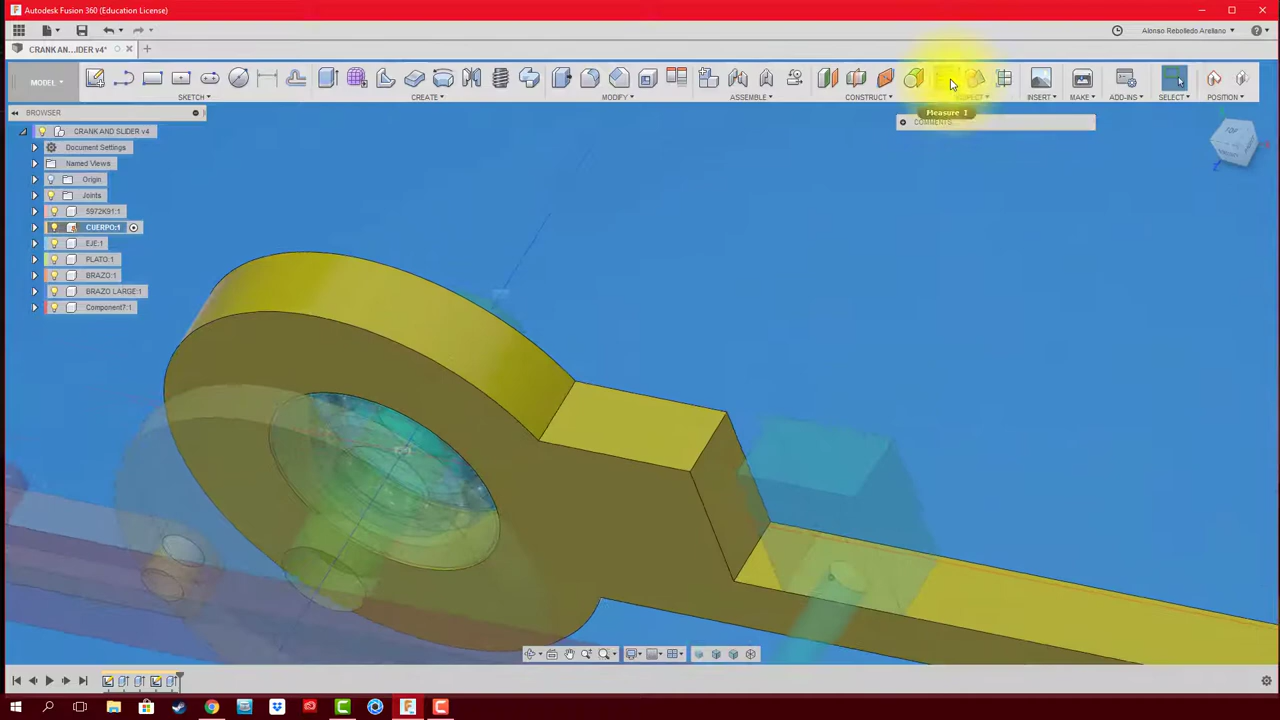 Autodesk Fusion 360 (Education License)
Alonso Rebolledo Arellano
CRANK AN...IDER v4*
MODEL
SKETCH
CREATE
MODIFY
ASSEMBLE
CONSTRUCT
INSPECT
INSERT
MAKE
ADD-INS
SELECT
POSITION
BROWSER
Measure I
COMMENTS
CRANK AND SLIDER v4
Document Settings
Named Views
Origin
Joints
5972K91:1
CUERPO:1
EJE:1
PLATO:1
BRAZO:1
BRAZO LARGE:1
Component7:1